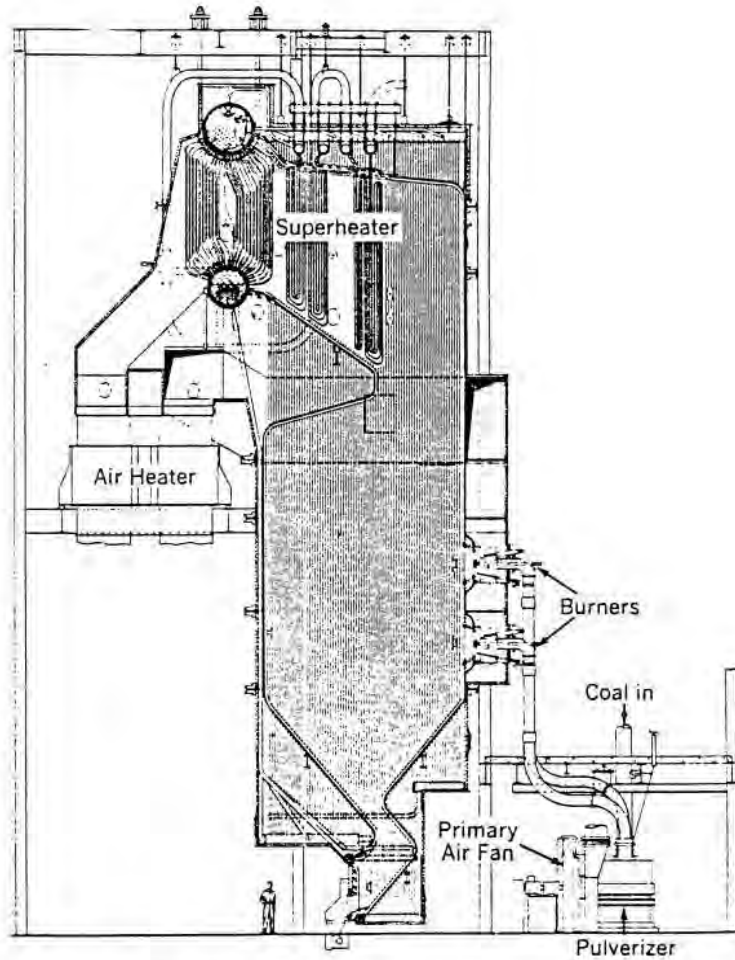 Superheater
Air Heater
Burners
Coal in
Primary
Air Fan
Pulverizer